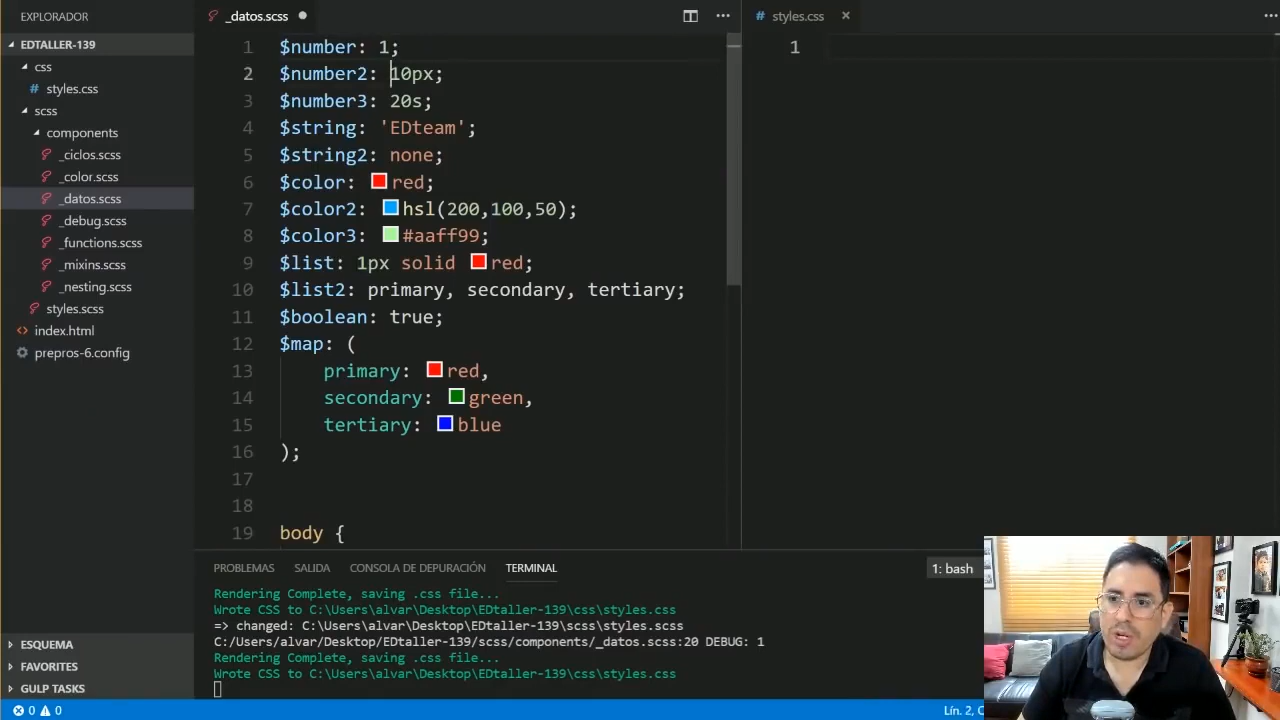 EXPLORADOR
EDTALLER-139
css
styles.css
scss
components
_ciclos.scss
_color.scss
_datos.scss
_debug.scss
_functions.scss
_mixins.scss
_nesting.scss
styles.scss
index.html
prepros-6.config
ESQUEMA
FAVORITES
GULP TASKS
_datos.scss
1 $number: 1;
2 $number2: 10px;
3 $number3: 20s;
4 $string: 'EDteam';
5 $string2: none;
6 $color: red;
7 $color2: hsl(200,100,50);
8 $color3: #aaff99;
9 $list: 1px solid red;
10 $list2: primary, secondary, tertiary;
11 $boolean: true;
12 $map: (
13 primary: red,
14 secondary: green,
15 tertiary: blue
16 );
17
18
19 body {
styles.css
1
PROBLEMAS SALIDA CONSOLA DE DEPURACIÓN TERMINAL 1: bash
Rendering Complete, saving .css file...
Wrote CSS to C:\Users\alvar\Desktop\EDtaller-139\css\styles.css
=> changed: C:\Users\alvar\Desktop\EDtaller-139\scss\styles.scss
C:/Users/alvar/Desktop/EDtaller-139/scss/components/_datos.scss:20 DEBUG: 1
Rendering Complete, saving .css file...
Wrote CSS to C:\Users\alvar\Desktop\EDtaller-139\css\styles.css
0 0 Lín. 2, C